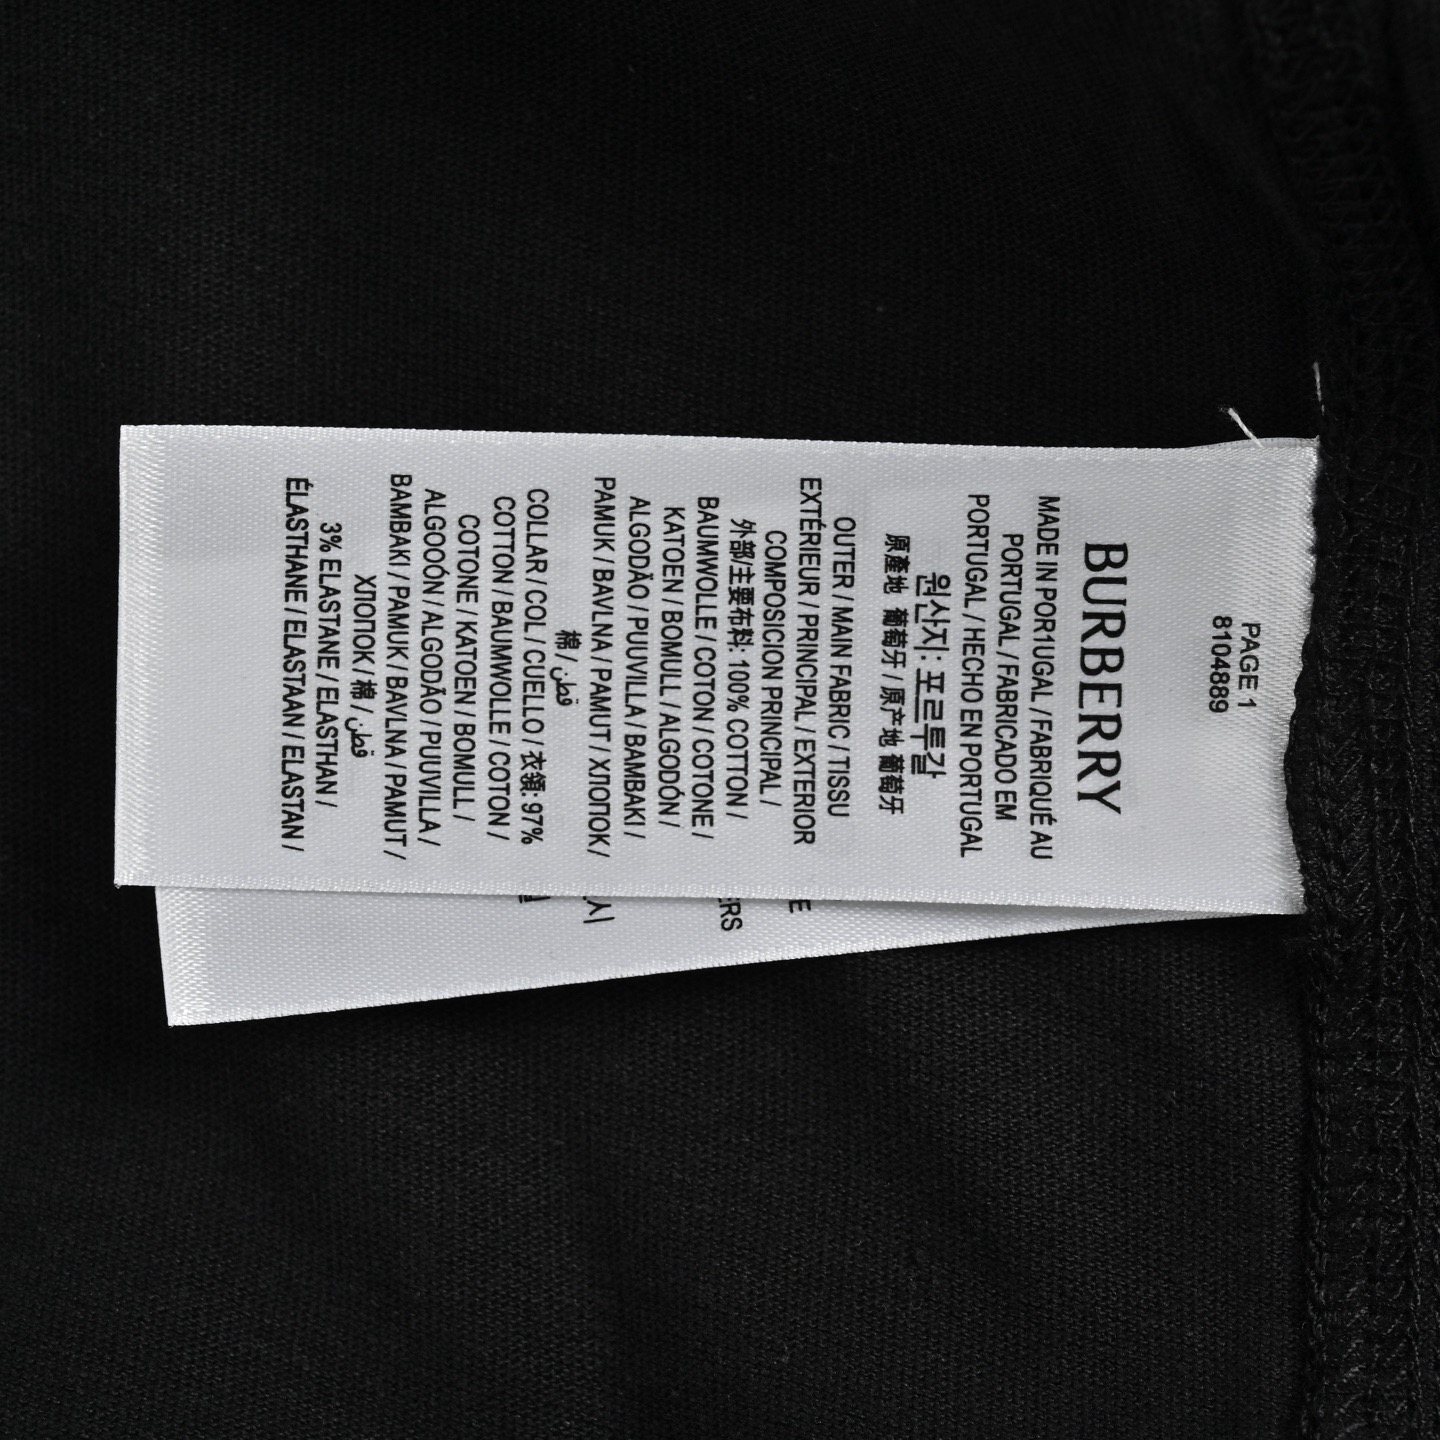 PAGE 1
8104889
BURBERRY
MADE IN POR1UGAL / FABRIQUÉ AU
PORTUGAL / FABRICADO EM
PORTUGAL / HECHO EN PORTUGAL
원산지: 포르투갈
原產地 葡萄牙 / 原产地 葡萄牙
OUTER / MAIN FABRIC / TISSU
EXTÉRIEUR / PRINCIPAL / EXTERIOR
COMPOSICION PRINCIPAL /
外部/主要布料: 100% COTTON /
BAUMWOLLE / COTON / COTONE /
KATOEN / BOMULL / ALGODÓN /
ALGODÃO / PUUVILLA / BAMBAKI /
PAMUK / BAVLNA / PAMUT / ХЛОПОК /
棉 / قطن
COLLAR / COL / CUELLO / 衣領: 97%
COTTON / BAUMWOLLE / COTON /
COTONE / KATOEN / BOMULL /
ALGOOÓN / ALGODÃO / PUUVILLA /
BAMBAKI / PAMUK / BAVLNA / PAMUT /
ХЛОПОК / 棉 / قطن
3% ELASTANE / ELASTHAN /
ÉLASTHANE / ELASTAAN / ELASTAN /